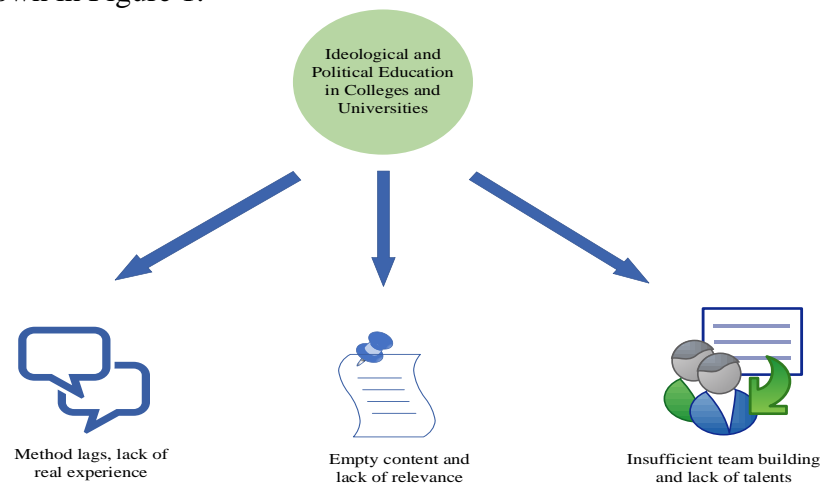 in Figure 1.
Ideological and
Political Education
in Colleges and
Universities
Method lags, lack of
real experience
Empty content and
lack of relevance
Insufficient team building
and lack of talents